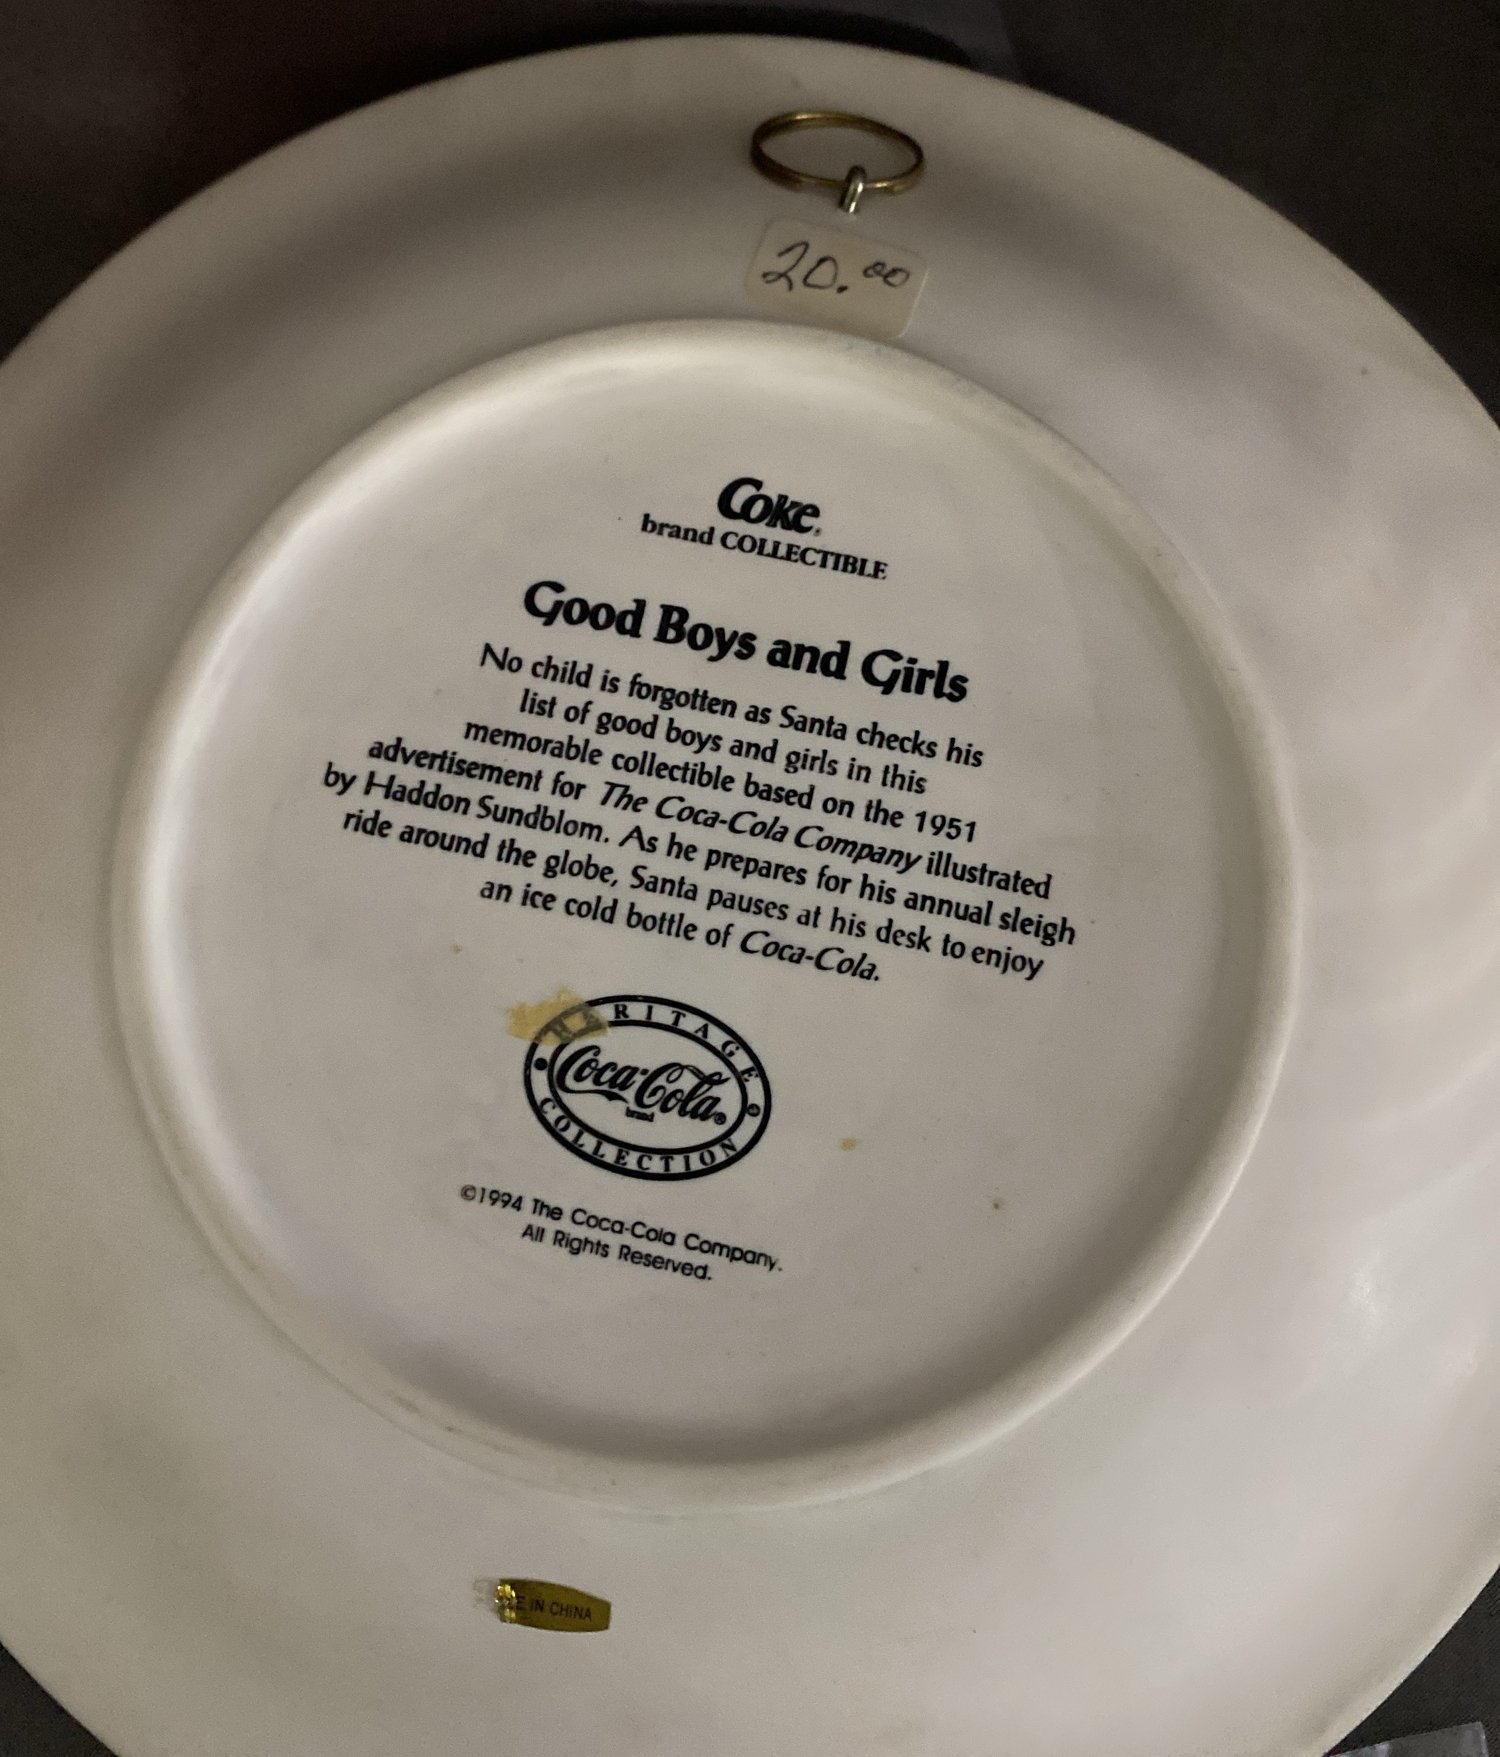 20.00
Coke®
brand COLLECTIBLE
Good Boys and Girls
No child is forgotten as Santa checks his
list of good boys and girls in this
memorable collectible based on the 1951
advertisement for The Coca-Cola Company illustrated
by Haddon Sundblom. As he prepares for his annual sleigh
ride around the globe, Santa pauses at his desk to enjoy
an ice cold bottle of Coca-Cola.
HERITAGE
Coca-Cola®
brand
COLLECTION
©1994 The Coca-Cola Company.
All Rights Reserved.
IN CHINA